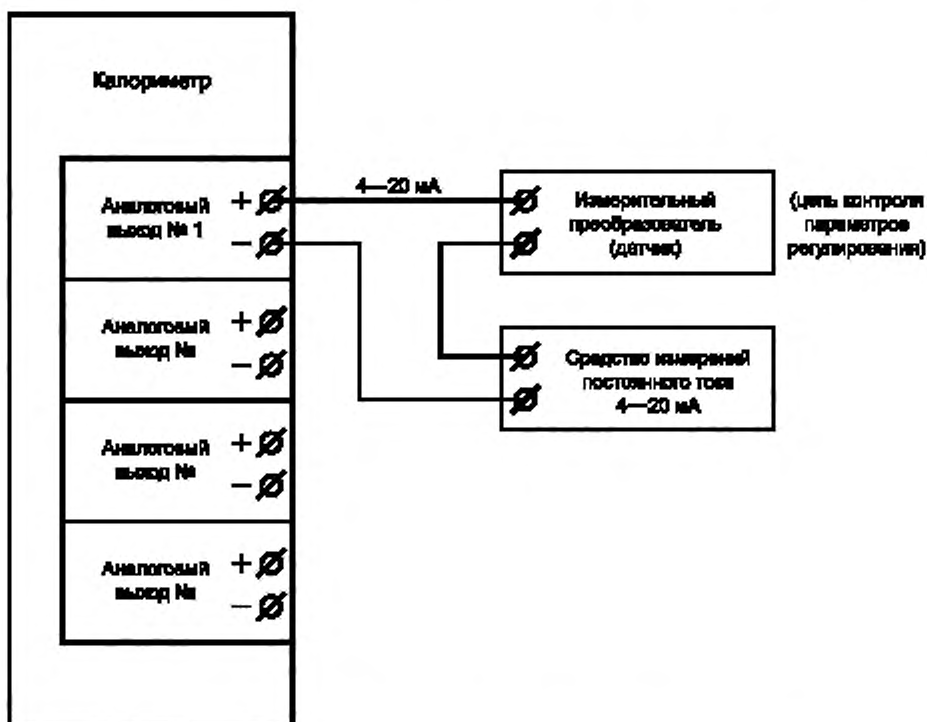 Калориметр
Аналоговый
выход № 1
+
−
4—20 мА
Измерительный
преобразователь
(датчик)
(цепь контроля
параметров
регулирования)
Аналоговый
выход №
+
−
Средство измерений
постоянного тока
4—20 мА
Аналоговый
выход №
+
−
Аналоговый
выход №
+
−